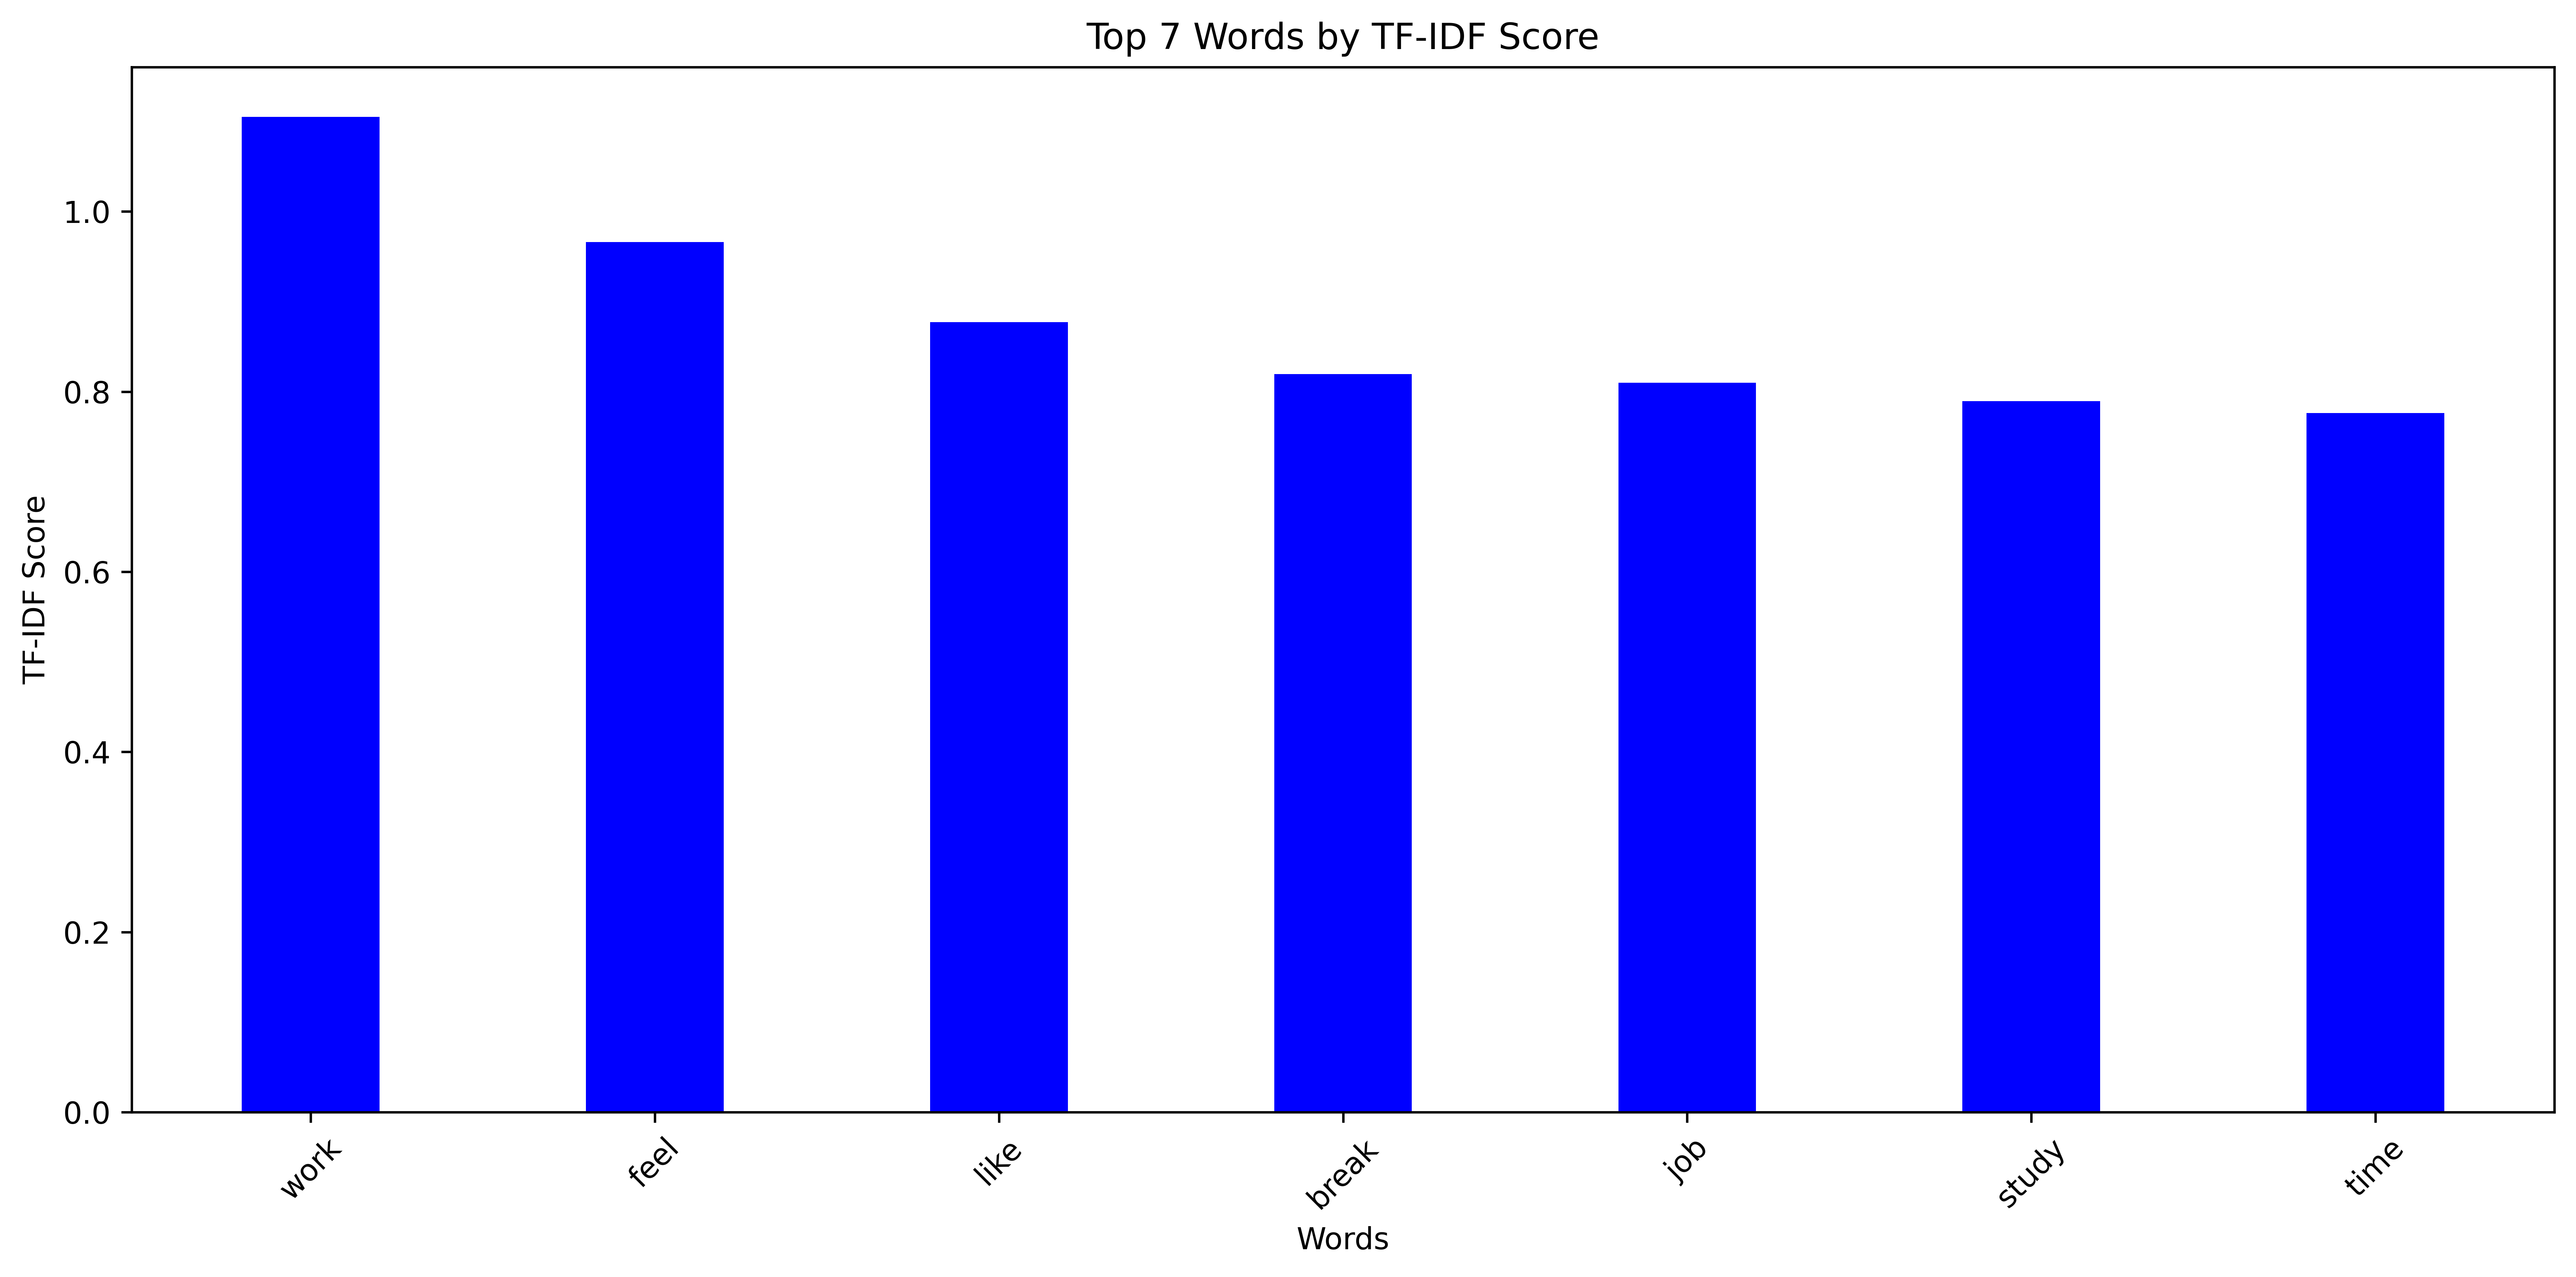 Top 7 Words by TF-IDF Score
TF-IDF Score
1.0
0.8
0.6
0.4
0.2
0.0
work
feel
like
break
job
study
time
Words